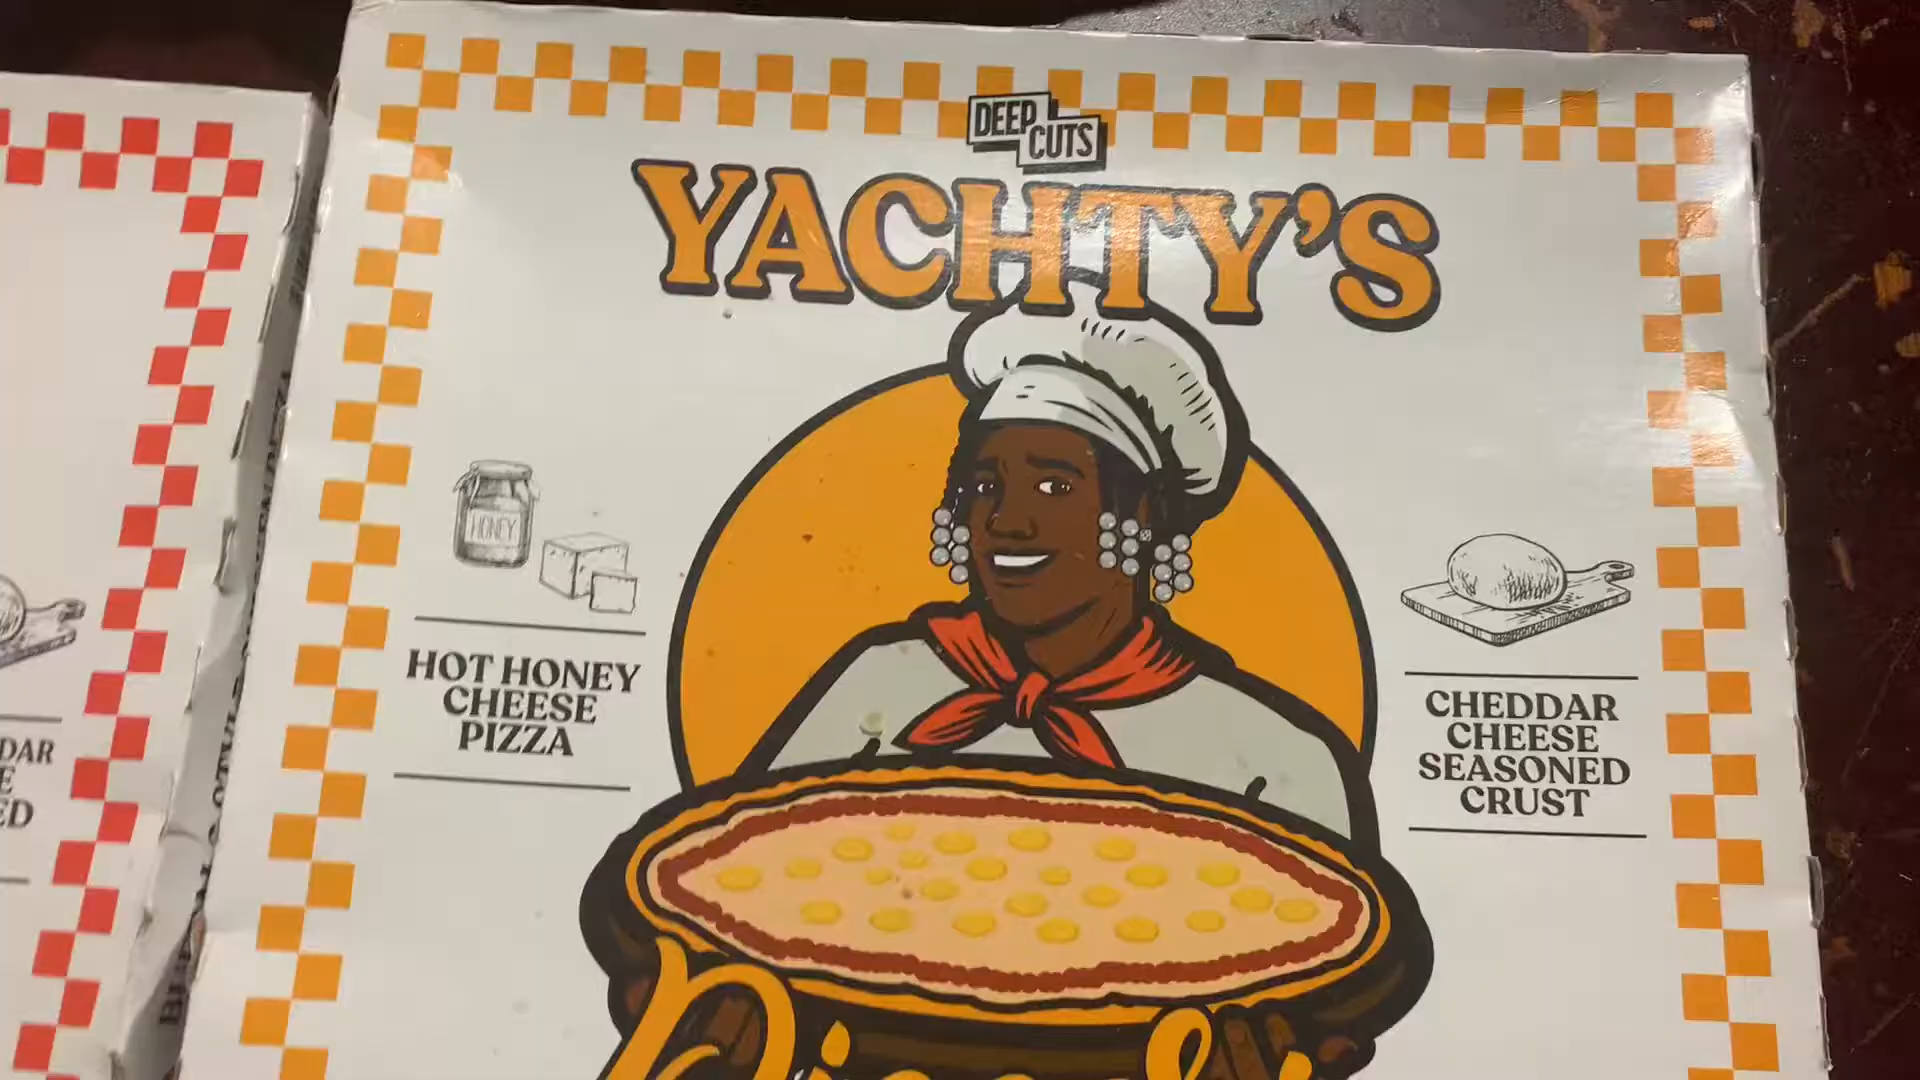 DEEP
CUTS
YACHTY'S
HONEY
HOT HONEY
CHEESE
PIZZA
CHEDDAR
CHEESE
SEASONED
CRUST
DAR
E
ED